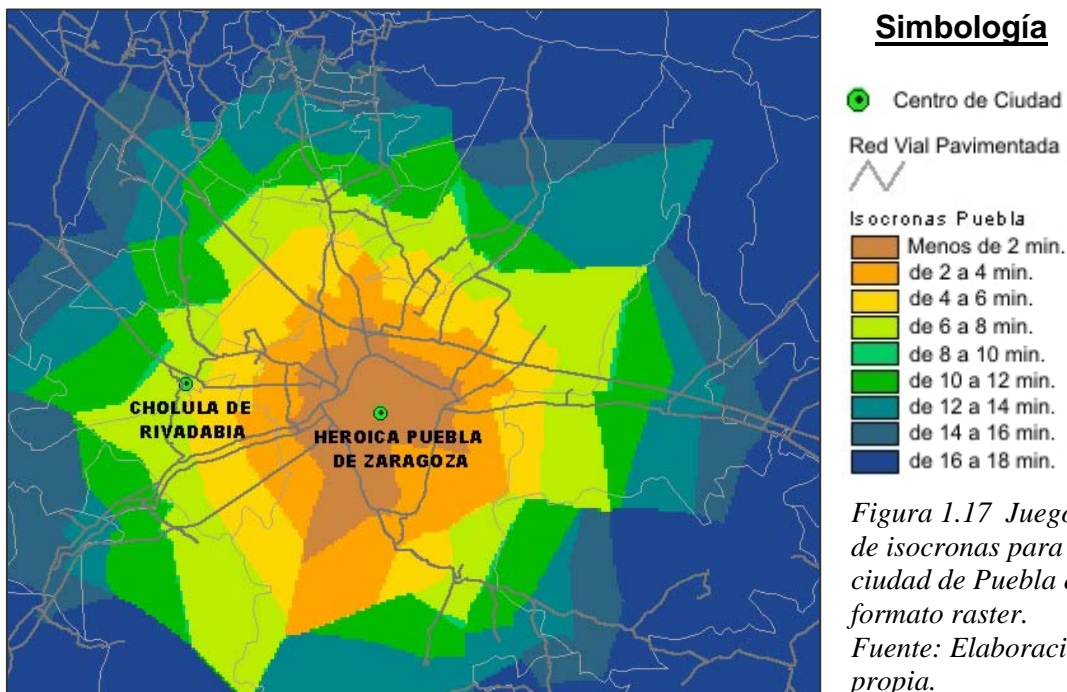 Simbología
Centro de Ciudad
Red Vial Pavimentada
Isocronas Puebla
Menos de 2 min.
de 2 a 4 min.
de 4 a 6 min.
de 6 a 8 min.
de 8 a 10 min.
de 10 a 12 min.
de 12 a 14 min.
de 14 a 16 min.
de 16 a 18 min.
CHOLULA DE
RIVADABIA
HEROICA PUEBLA
DE ZARAGOZA
Figura 1.17 Juego
de isocronas para
ciudad de Puebla
formato raster.
Fuente:
propia.